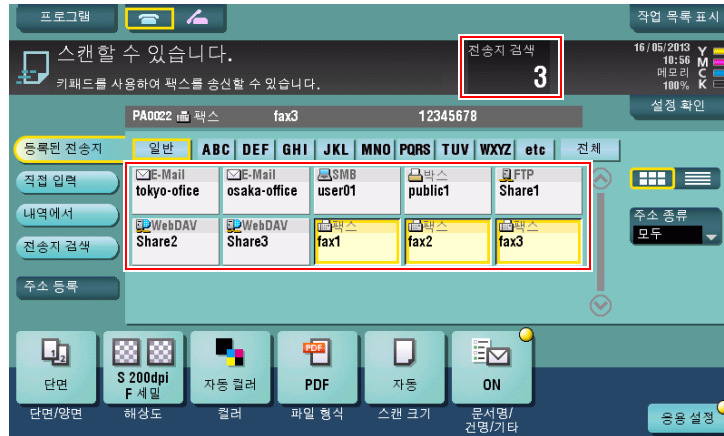 프로그램
작업 목록 표시
스캔할 수 있습니다.
키패드를 사용하여 팩스를 송신할 수 있습니다.
전송지 검색
3
16/05/2013
10:56
메모리
100%
Y
M
C
K
설정 확인
PA0022 팩스 fax3 12345678
등록된 전송지
일반 ABC DEF GHI JKL MNO PQRS TUV WXYZ etc 전체
직접 입력
내역에서
전송지 검색
주소 등록
E-Mail E-Mail SMB 박스 FTP
tokyo-ofice osaka-office user01 public1 Share1
WebDAV WebDAV 팩스 팩스 팩스
Share2 Share3 fax1 fax2 fax3
주소 종류
모두
1 2
PDF
단면
S 200dpi
F 세밀
자동 컬러
PDF
자동
ON
단면/양면
해상도
컬러
파일 형식
스캔 크기
문서명/
건명/기타
응용 설정